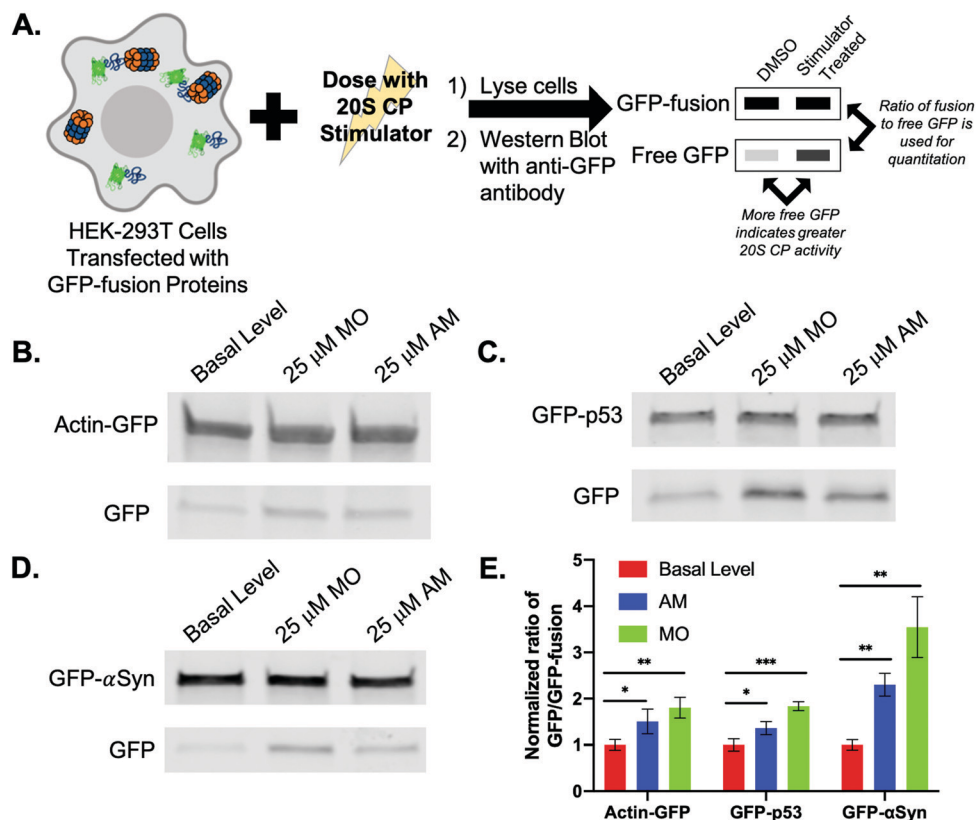 A.
HEK-293T Cells
Transfected with
GFP-fusion Proteins
Dose with
20S CP
Stimulator
1) Lyse cells
2) Western Blot
with anti-GFP
antibody
DMSO
Stimulator
Treated
GFP-fusion
Free GFP
Ratio of fusion
to free GFP is
used for
quantitation
More free GFP
indicates greater
20S CP activity
B.
Basal Level
25 μM MO
25 μM AM
Actin-GFP
GFP
C.
Basal Level
25 μM MO
25 μM AM
GFP-p53
GFP
D.
Basal Level
25 μM MO
25 μM AM
GFP-αSyn
GFP
E.
Normalized ratio of
GFP/GFP-fusion
5
4
3
2
1
0
Basal Level
AM
MO
**
*
***
*
**
**
Actin-GFP
GFP-p53
GFP-αSyn